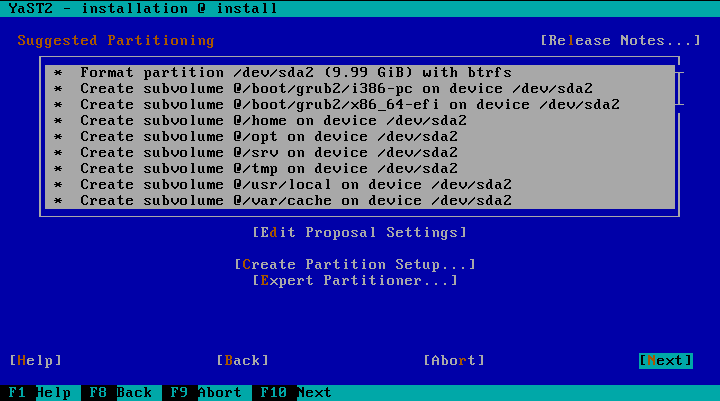 YaST2 - installation @ install
Suggested Partitioning [Release Notes...]
* Format partition /dev/sda2 (9.99 GiB) with btrfs
* Create subvolume @/boot/grub2/i386-pc on device /dev/sda2
* Create subvolume @/boot/grub2/x86_64-efi on device /dev/sda2
* Create subvolume @/home on device /dev/sda2
* Create subvolume @/opt on device /dev/sda2
* Create subvolume @/srv on device /dev/sda2
* Create subvolume @/tmp on device /dev/sda2
* Create subvolume @/usr/local on device /dev/sda2
* Create subvolume @/var/cache on device /dev/sda2
[Edit Proposal Settings]
[Create Partition Setup...]
[Expert Partitioner...]
[Help] [Back] [Abort] [Next]
F1 Help F8 Back F9 Abort F10 Next